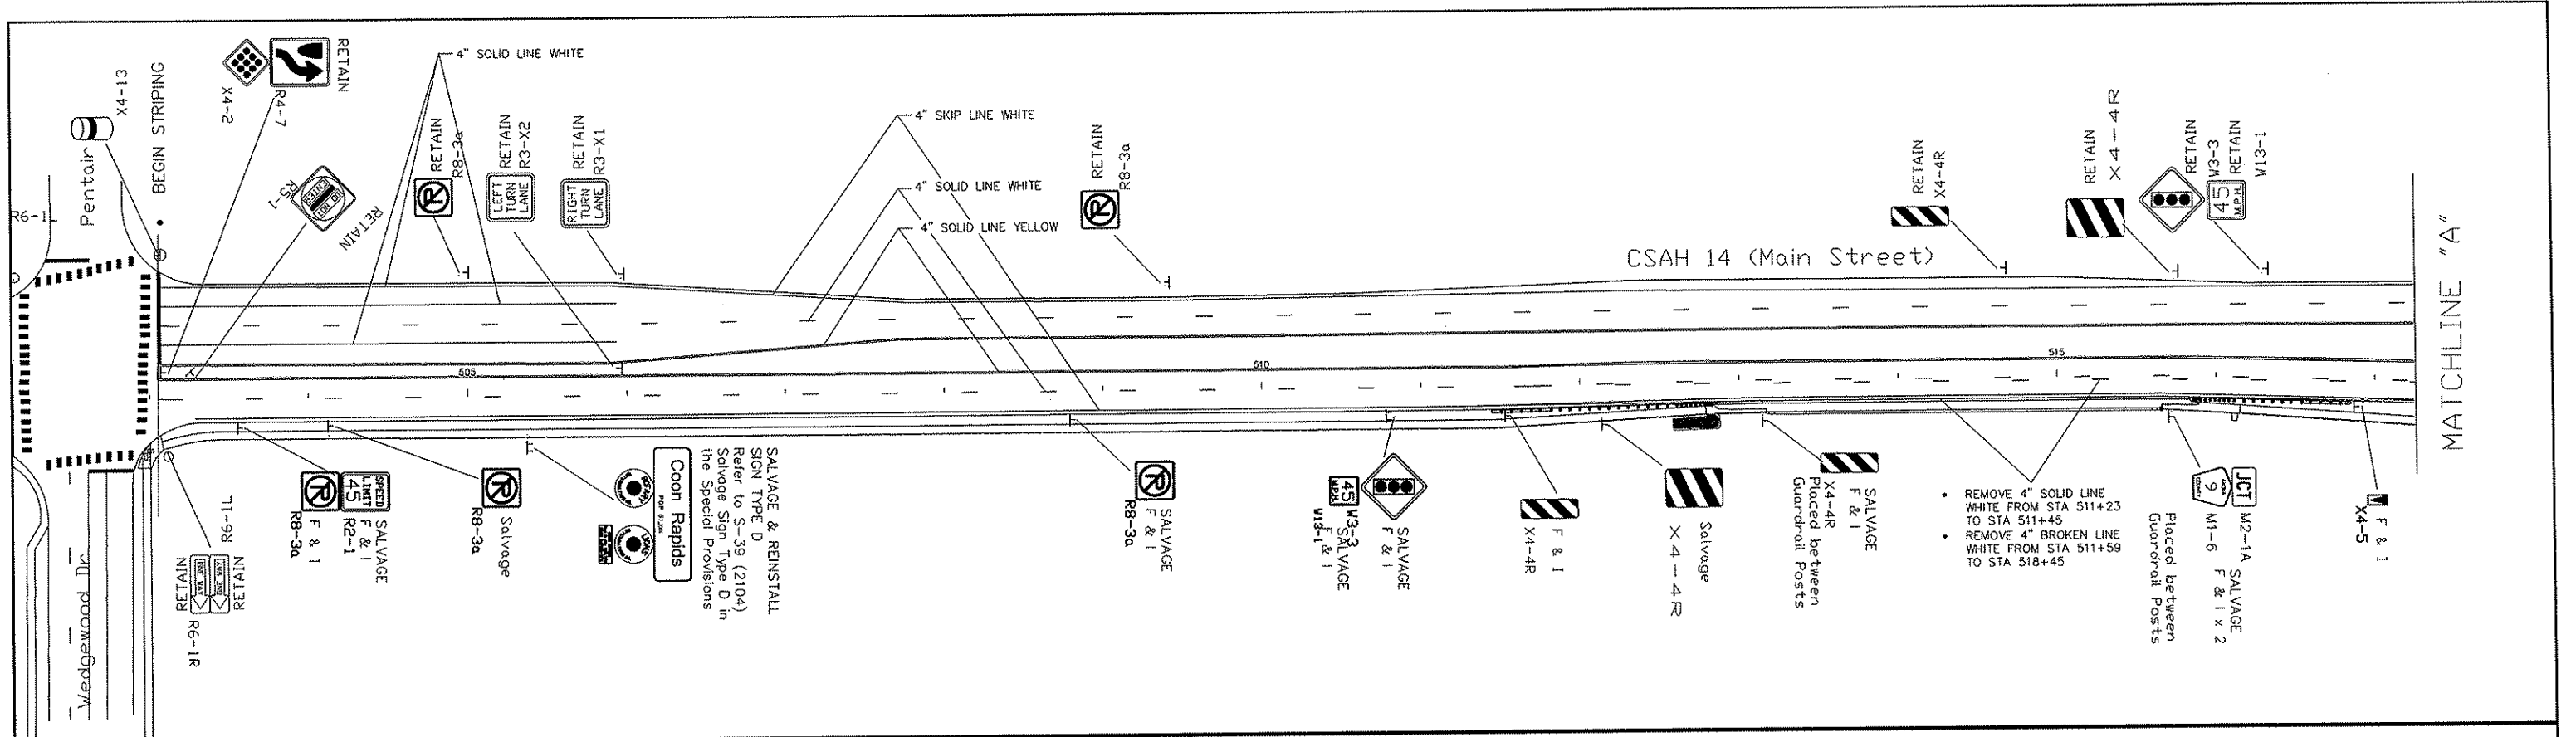 RETAIN
R4-7
X4-2
X4-13
BEGIN STRIPING
Pentair
R6-1L
DO NOT
ENTER
R5-1
RETAIN
4" SOLID LINE WHITE
RETAIN
R8-3a
RETAIN
R3-X2
LEFT
TURN
LANE
RETAIN
R3-X1
RIGHT
TURN
LANE
4" SKIP LINE WHITE
4" SOLID LINE WHITE
4" SOLID LINE YELLOW
RETAIN
R8-3a
CSAH 14 (Main Street)
RETAIN
X4-4R
RETAIN
X4-4R
RETAIN
W3-3
RETAIN
W13-1
45
M.P.H.
MATCHLINE "A"
505
510
515
Wedgewood Dr
R6-1L
RETAIN
ONE WAY
ONE WAY
RETAIN
R6-1R
F & I
R8-3a
SPEED
LIMIT
45
SALVAGE
F & I
R2-1
Salvage
R8-3a
Coon Rapids
SALVAGE & REINSTALL
SIGN TYPE D
Refer to S-39 (2104)
Salvage Sign Type D in
the Special Provisions
SALVAGE
F & I
R8-3a
45
M.P.H.
W3-3
SALVAGE
F & I
W13-1
SALVAGE
F & I
F & I
X4-4R
Salvage
X4-4R
SALVAGE
F & I
X4-4R
Placed between
Guardrail Posts
• REMOVE 4" SOLID LINE
WHITE FROM STA 511+23
TO STA 511+45
• REMOVE 4" BROKEN LINE
WHITE FROM STA 511+59
TO STA 518+45
JCT
9
M2-1A SALVAGE
M1-6 F & I x 2
Placed between
Guardrail Posts
F & I
X4-5